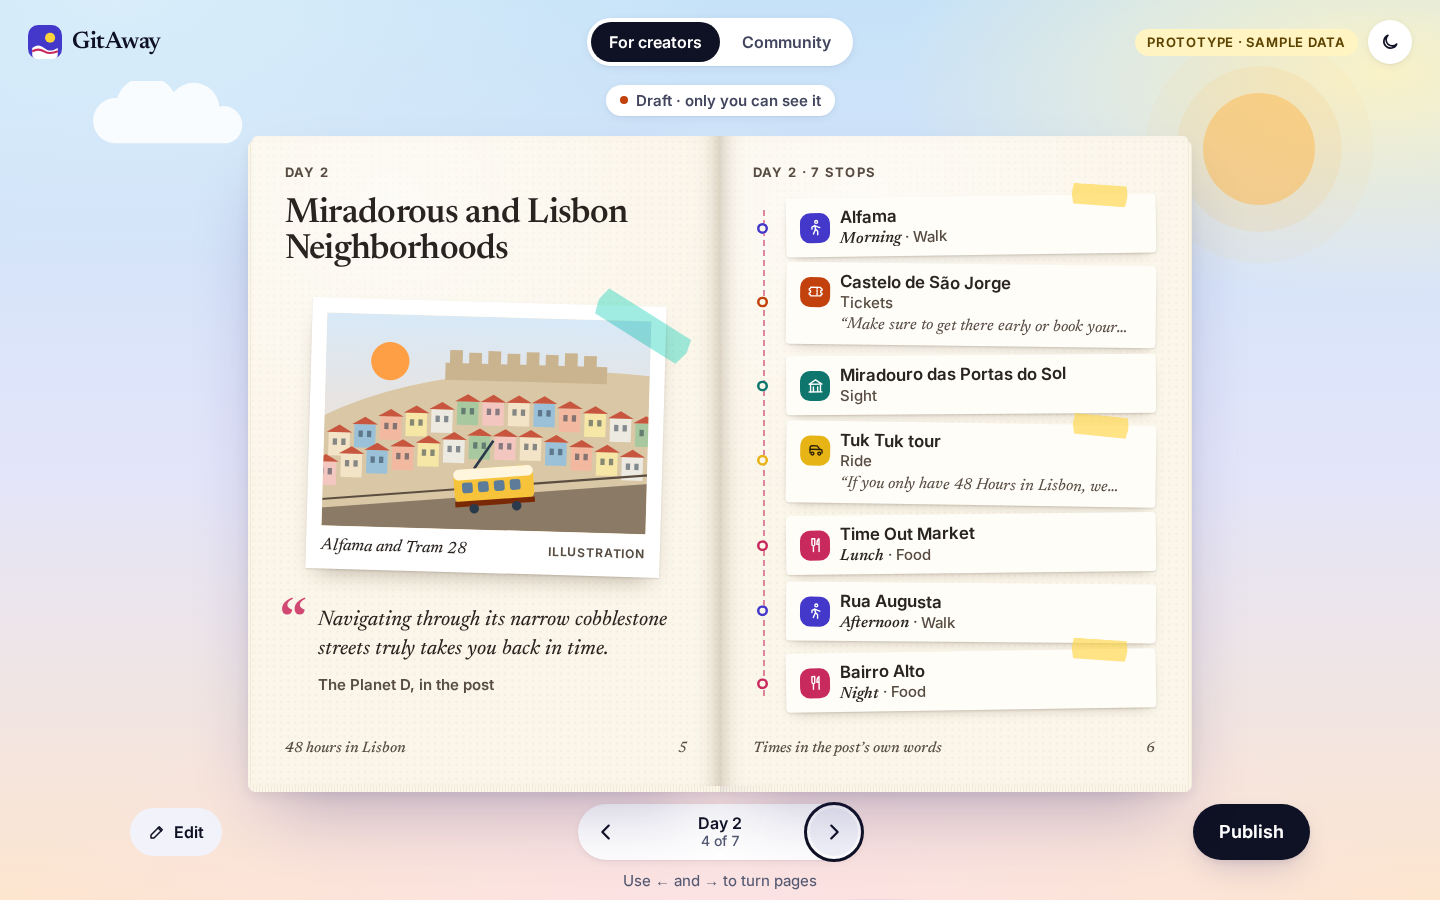 GitAway
For creators
Community
PROTOTYPE · SAMPLE DATA
Draft · only you can see it
DAY 2
Miradorous and Lisbon
Neighborhoods
Alfama and Tram 28
ILLUSTRATION
“Navigating through its narrow cobblestone
streets truly takes you back in time.
The Planet D, in the post
48 hours in Lisbon
5
DAY 2 · 7 STOPS
Alfama
Morning · Walk
Castelo de São Jorge
Tickets
“Make sure to get there early or book your...
Miradouro das Portas do Sol
Sight
Tuk Tuk tour
Ride
“If you only have 48 Hours in Lisbon, we...
Time Out Market
Lunch · Food
Rua Augusta
Afternoon · Walk
Bairro Alto
Night · Food
Times in the post’s own words
6
Edit
Day 2
4 of 7
Publish
Use ← and → to turn pages